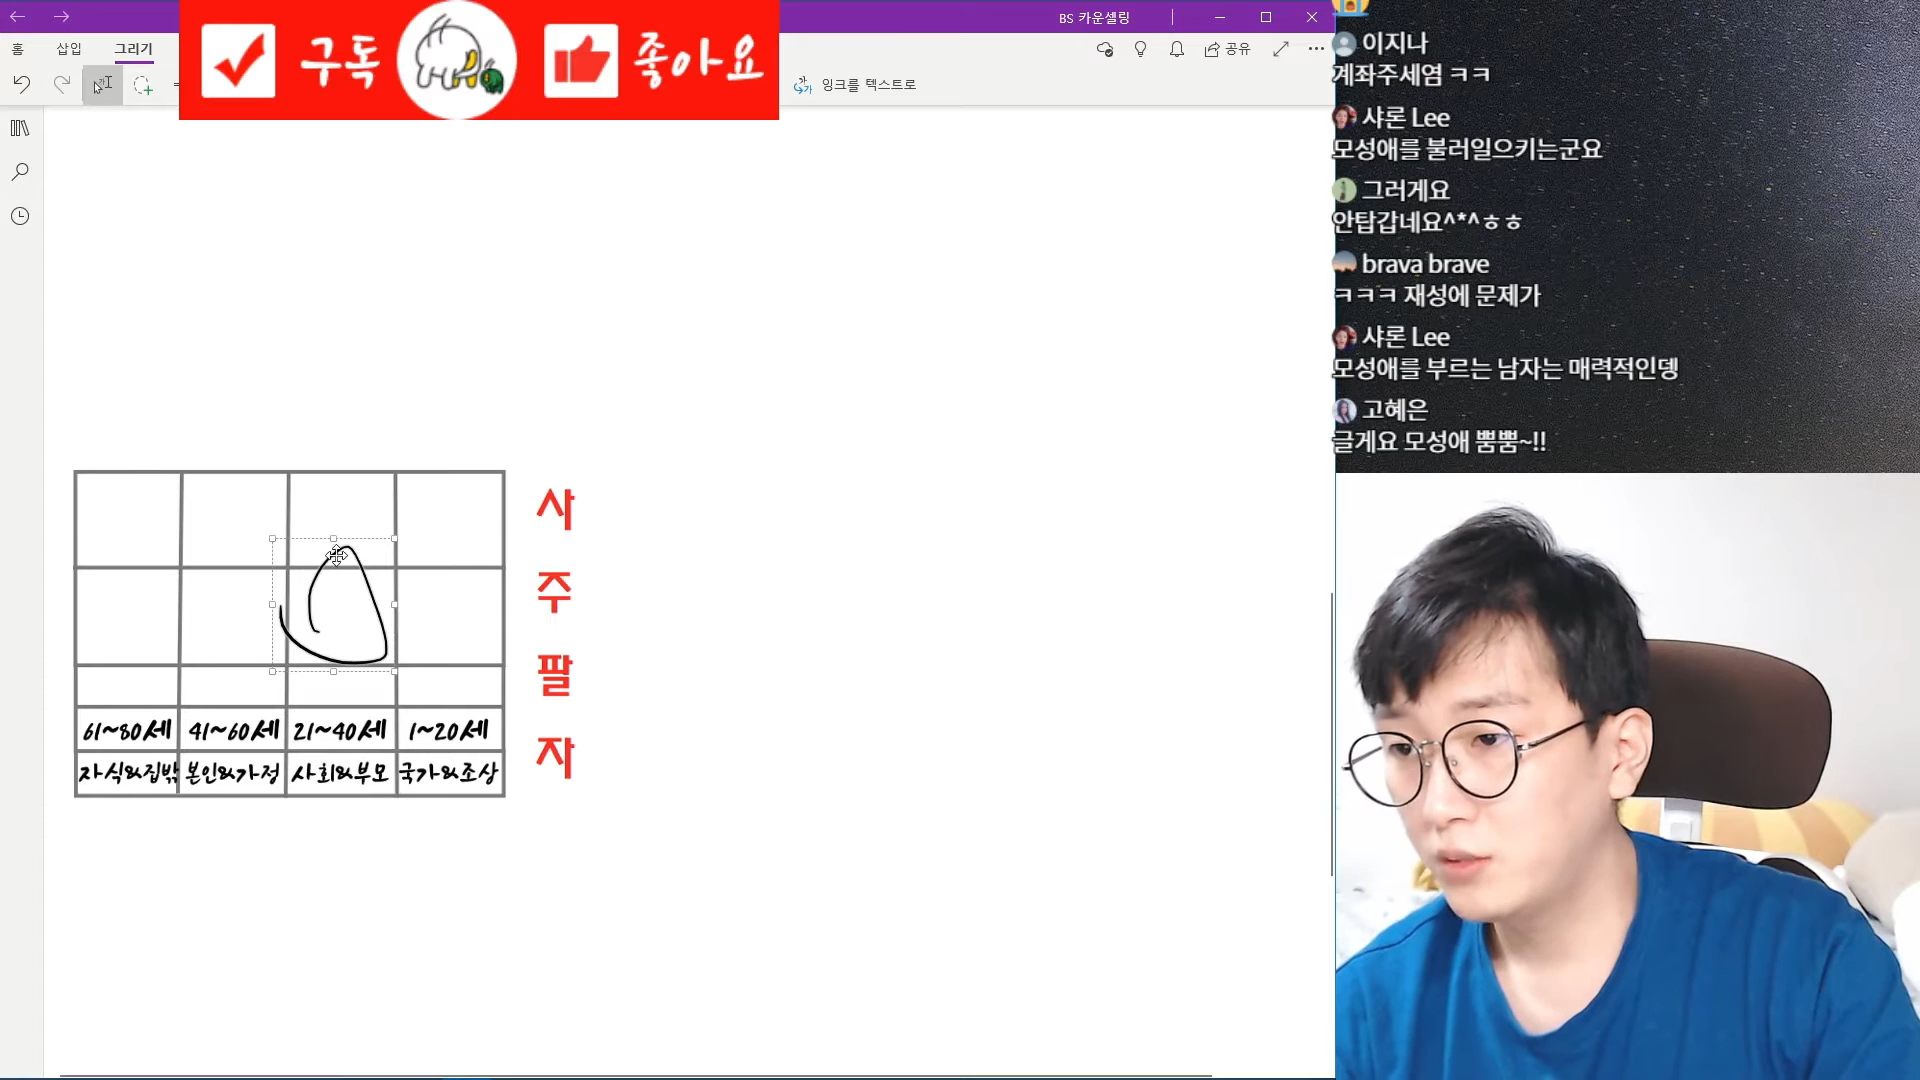 BS 카운셀링
홈 삽입 그리기
공유
구독 좋아요
잉크를 텍스트로
이지나
계좌주세염 ㅋㅋ
샤론 Lee
모성애를 불러일으키는군요
그러게요
안탑갑네요^*^ㅎㅎ
brava brave
ㅋㅋㅋ 재성에 문제가
샤론 Lee
모성애를 부르는 남자는 매력적인뎅
고혜은
글게요 모성애 뿜뿜~!!
사
주
팔
자
61~80세 41~60세 21~40세 1~20세
자식&집밖 본인&가정 사회&부모 국가&조상